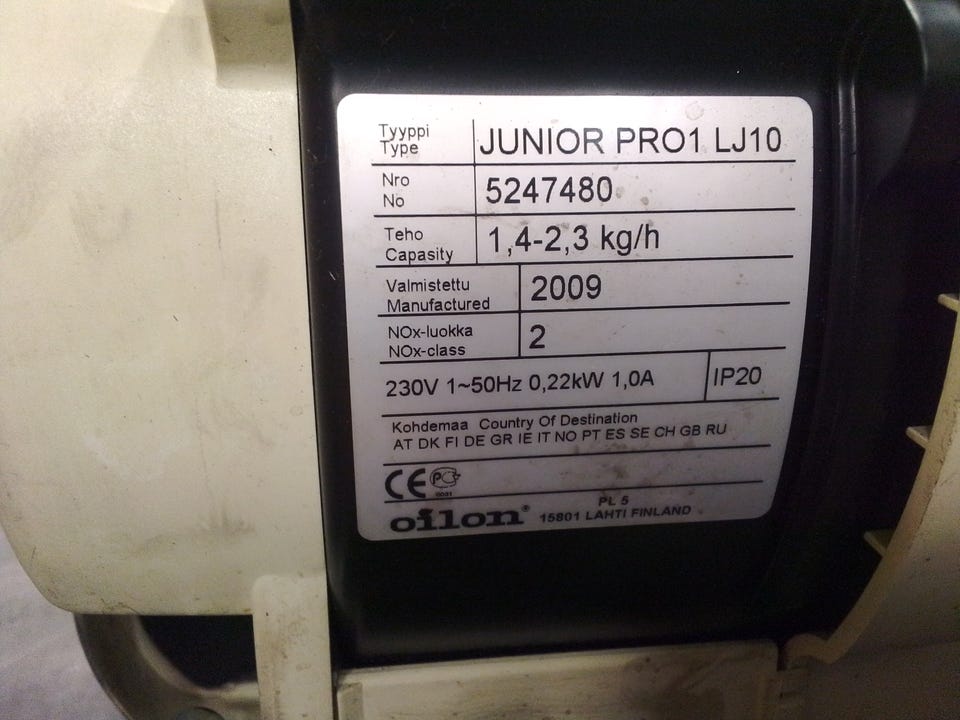 Tyyppi
Type
JUNIOR PRO1 LJ10
Nro
No
5247480
Teho
Capasity
1,4-2,3 kg/h
Valmistettu
Manufactured
2009
NOx-luokka
NOx-class
2
230V 1~50Hz 0,22kW 1,0A
IP20
Kohdemaa Country Of Destination
AT DK FI DE GR IE IT NO PT ES SE CH GB RU
CE
oilon®
PL 5
15801 LAHTI FINLAND